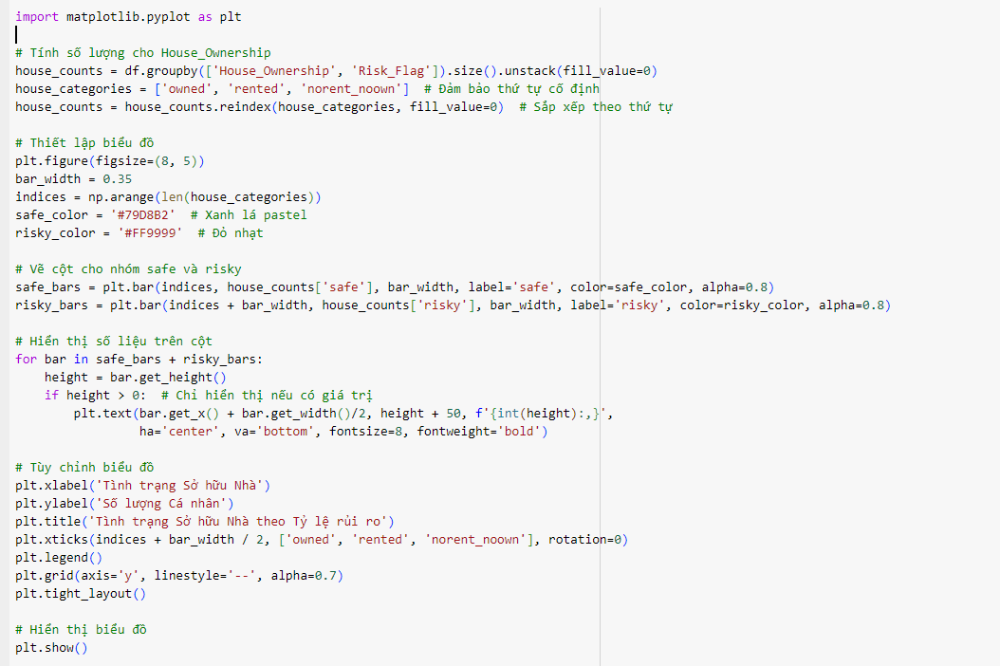 import matplotlib.pyplot as plt
# Tính số lượng cho House_Ownership
house_counts = df.groupby(['House_Ownership', 'Risk_Flag']).size().unstack(fill_value=0)
house_categories = ['owned', 'rented', 'norent_noown']  # Đảm bảo thứ tự cố định
house_counts = house_counts.reindex(house_categories, fill_value=0)  # Sắp xếp theo thứ tự
# Thiết lập biểu đồ
plt.figure(figsize=(8, 5))
bar_width = 0.35
indices = np.arange(len(house_categories))
safe_color = '#79D8B2'  # Xanh lá pastel
risky_color = '#FF9999'  # Đỏ nhạt
# Vẽ cột cho nhóm safe và risky
safe_bars = plt.bar(indices, house_counts['safe'], bar_width, label='safe', color=safe_color, alpha=0.8)
risky_bars = plt.bar(indices + bar_width, house_counts['risky'], bar_width, label='risky', color=risky_color, alpha=0.8)
# Hiển thị số liệu trên cột
for bar in safe_bars + risky_bars:
    height = bar.get_height()
    if height > 0:  # Chỉ hiển thị nếu có giá trị
        plt.text(bar.get_x() + bar.get_width()/2, height + 50, f'{int(height):,}',
                 ha='center', va='bottom', fontsize=8, fontweight='bold')
# Tùy chỉnh biểu đồ
plt.xlabel('Tình trạng Sở hữu Nhà')
plt.ylabel('Số lượng Cá nhân')
plt.title('Tình trạng Sở hữu Nhà theo Tỷ lệ rủi ro')
plt.xticks(indices + bar_width / 2, ['owned', 'rented', 'norent_noown'], rotation=0)
plt.legend()
plt.grid(axis='y', linestyle='--', alpha=0.7)
plt.tight_layout()
# Hiển thị biểu đồ
plt.show()